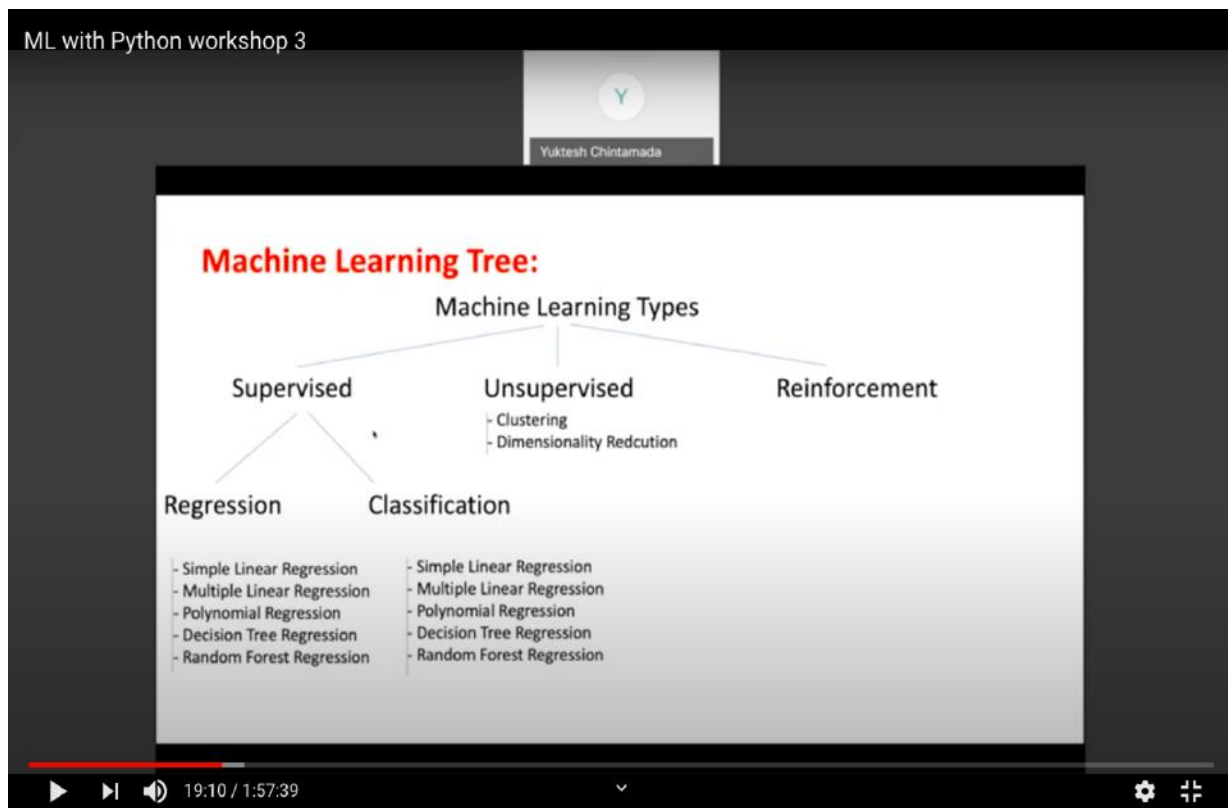 ML with Python workshop 3
Y
Yuktesh Chintamada
Machine Learning Tree:
Machine Learning Types
Supervised
Unsupervised
Reinforcement
- Clustering
- Dimensionality Redcution
Regression
Classification
- Simple Linear Regression
- Multiple Linear Regression
- Polynomial Regression
- Decision Tree Regression
- Random Forest Regression
- Simple Linear Regression
- Multiple Linear Regression
- Polynomial Regression
- Decision Tree Regression
- Random Forest Regression
19:10 / 1:57:39